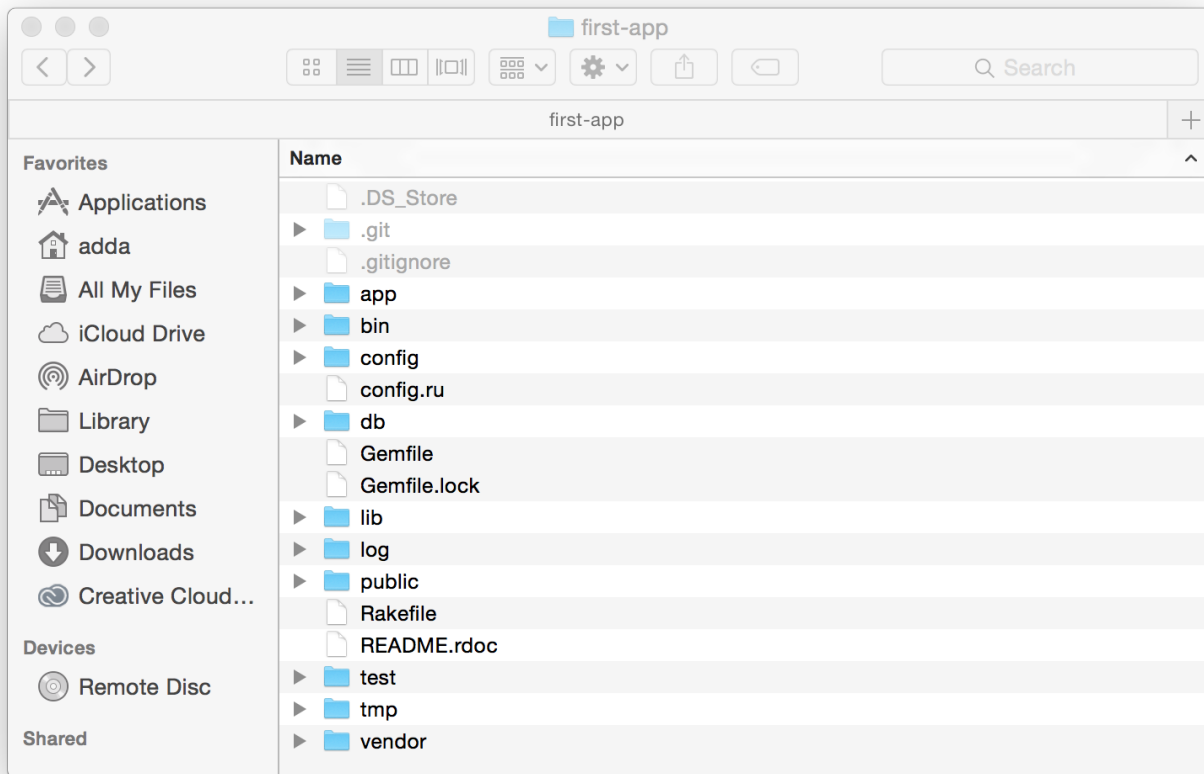 first-app
Search
first-app
Favorites
Applications
adda
All My Files
iCloud Drive
AirDrop
Library
Desktop
Documents
Downloads
Creative Cloud...
Devices
Remote Disc
Shared
Name
.DS_Store
.git
.gitignore
app
bin
config
config.ru
db
Gemfile
Gemfile.lock
lib
log
public
Rakefile
README.rdoc
test
tmp
vendor